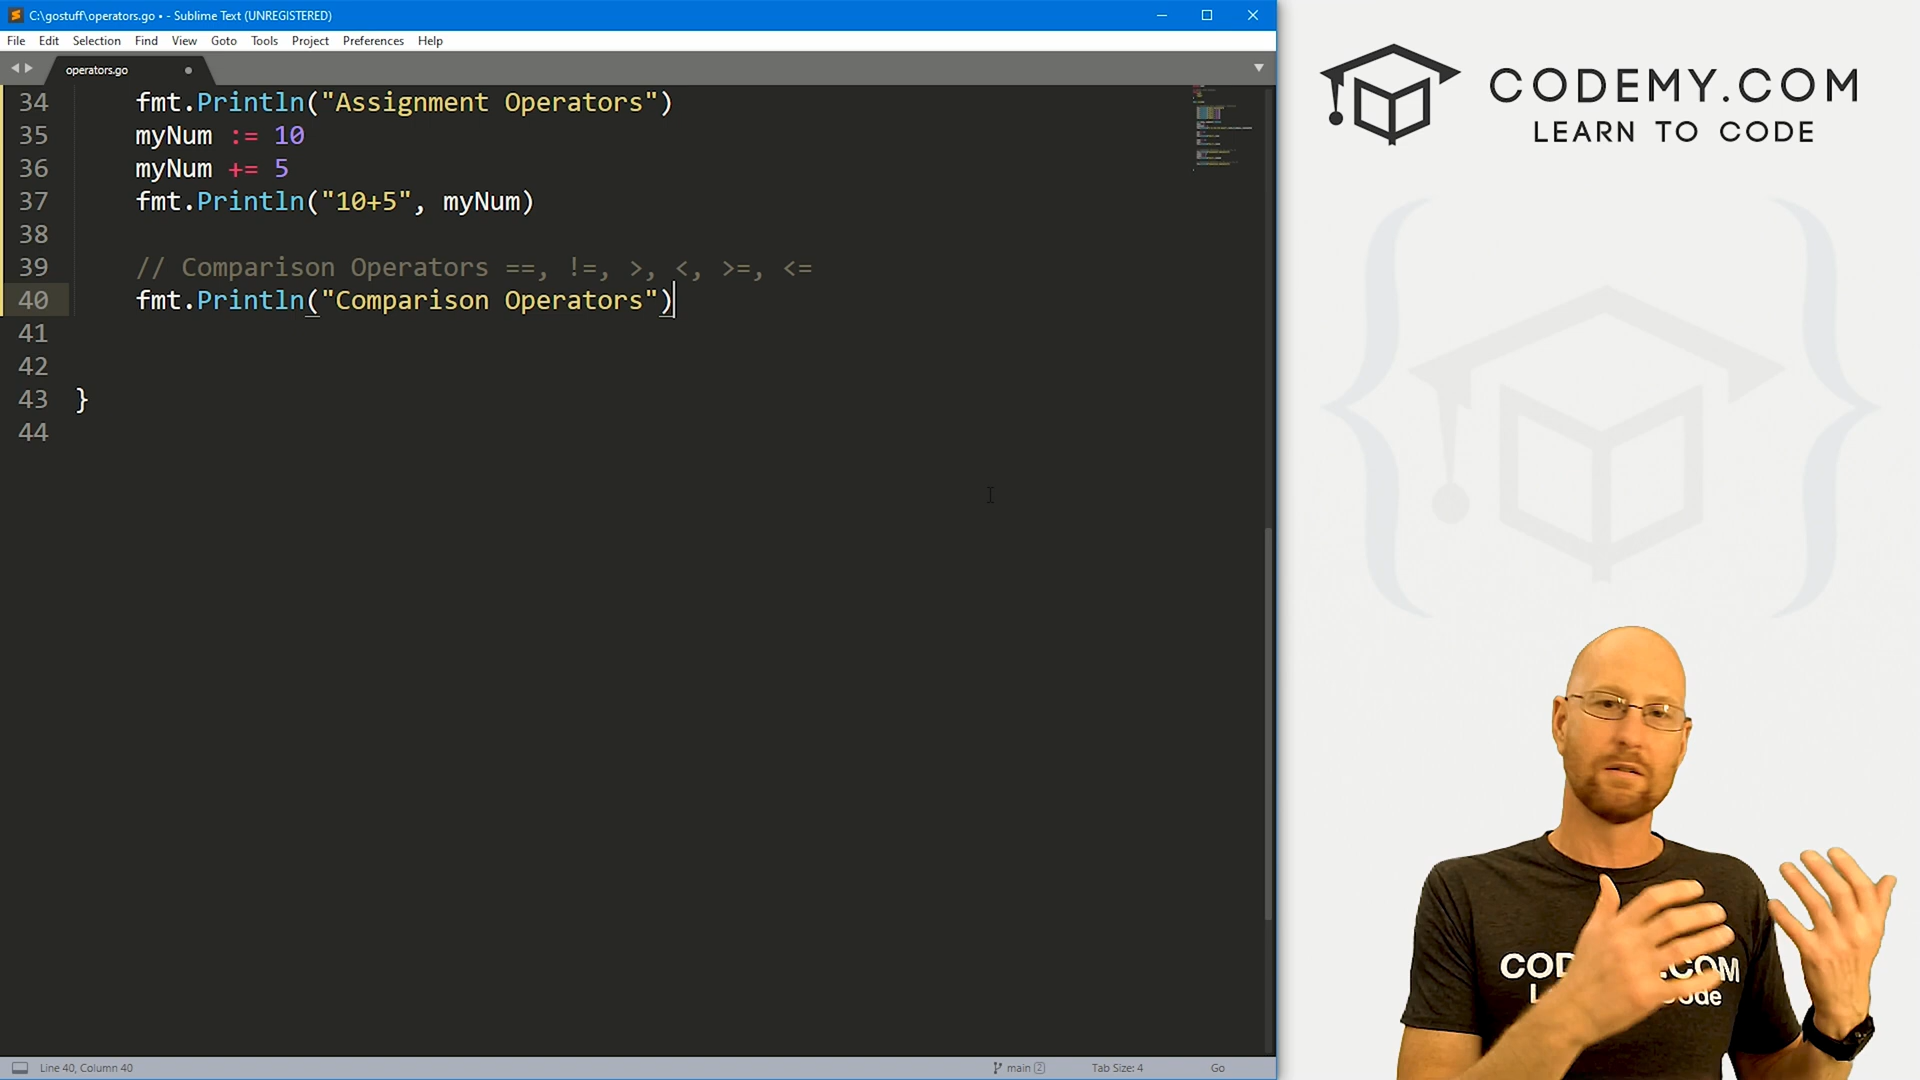 C:\gostuff\operators.go • - Sublime Text (UNREGISTERED)
File Edit Selection Find View Goto Tools Project Preferences Help
operators.go
34 fmt.Println("Assignment Operators")
35 myNum := 10
36 myNum += 5
37 fmt.Println("10+5", myNum)
38
39 // Comparison Operators ==, !=, >, <, >=, <=
40 fmt.Println("Comparison Operators")
41
42
43 }
44
Line 40, Column 40
main 2
Tab Size: 4
Go
CODEMY.COM
LEARN TO CODE